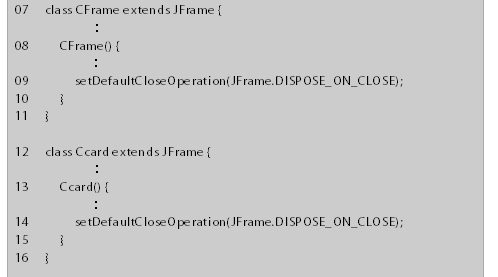 07 class CFrame extends JFrame {
:
08 CFrame() {
:
09 setDefaultCloseOperation(JFrame.DISPOSE_ON_CLOSE);
10 }
11 }
12 class Ccard extends JFrame {
:
13 Ccard() {
:
14 setDefaultCloseOperation(JFrame.DISPOSE_ON_CLOSE);
15 }
16 }